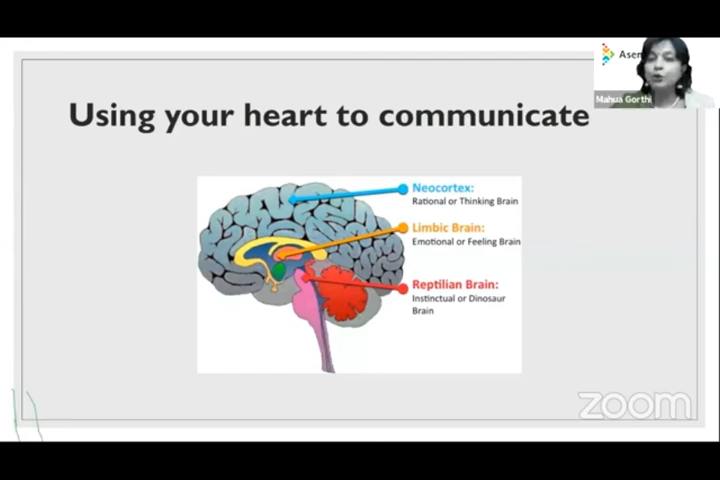 Asem
Mahua Gorthi
Using your heart to communicate
Neocortex:
Rational or Thinking Brain
Limbic Brain:
Emotional or Feeling Brain
Reptilian Brain:
Instinctual or Dinosaur
Brain
zoom